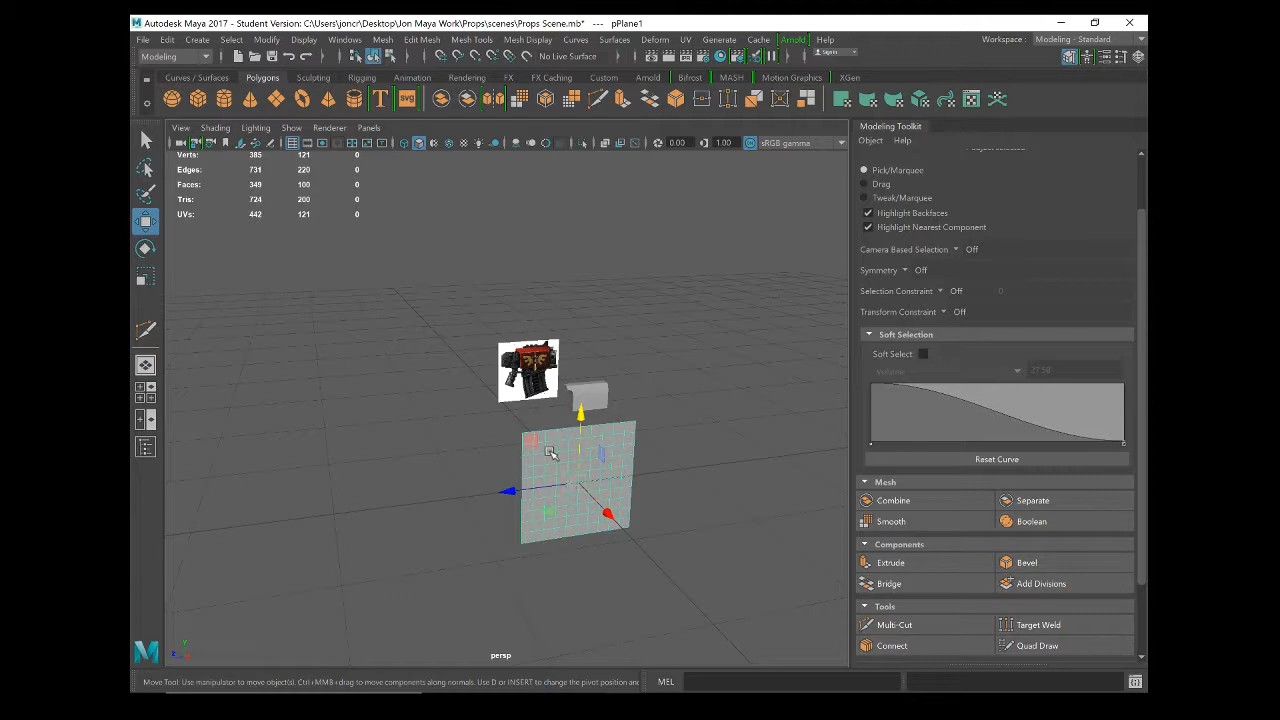 Autodesk Maya 2017 - Student Version: C:\Users\joncr\Desktop\Jon Maya Work\Props\scenes\Props Scene.mb* --- pPlane1
File Edit Create Select Modify Display Windows Mesh Edit Mesh Mesh Tools Mesh Display Curves Surfaces Deform UV Generate Cache Arnold Help Workspace : Modeling - Standard
Modeling No Live Surface Sign in
Curves / Surfaces Polygons Sculpting Rigging Animation Rendering FX FX Caching Custom Arnold Bifrost MASH Motion Graphics XGen
T svg
View Shading Lighting Show Renderer Panels
0.00 1.00 sRGB gamma
Verts: 385 121 0
Edges: 731 220 0
Faces: 349 100 0
Tris: 724 200 0
UVs: 442 121 0
persp
Modeling Toolkit
Object Help
Pick/Marquee
Drag
Tweak/Marquee
Highlight Backfaces
Highlight Nearest Component
Camera Based Selection Off
Symmetry Off
Selection Constraint Off 0
Transform Constraint Off
Soft Selection
Soft Select
Volume
Reset Curve
Mesh
Combine Separate
Smooth Boolean
Components
Extrude Bevel
Bridge Add Divisions
Tools
Multi-Cut Target Weld
Connect Quad Draw
Move Tool: Use manipulator to move object(s). Ctrl+MMB+drag to move components along normals. Use D or INSERT to change the pivot position and MEL